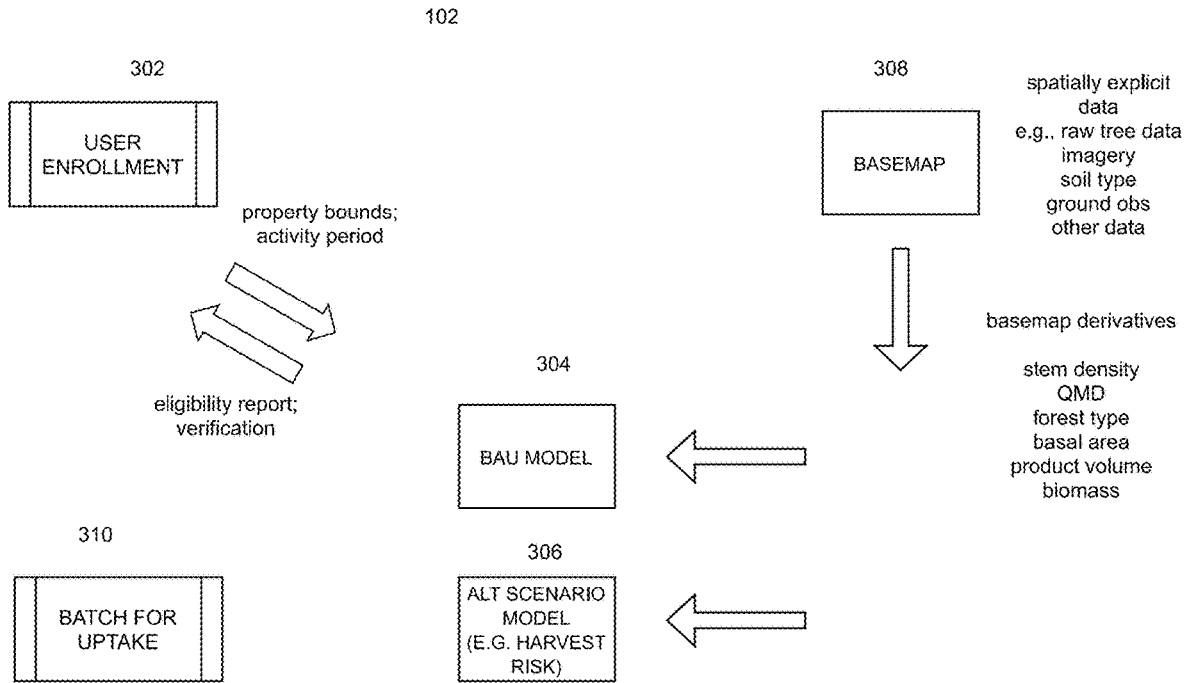 102
302
USER
ENROLLMENT
property bounds;
activity period
eligibility report;
verification
308
BASEMAP
spatially explicit
data
e.g., raw tree data
imagery
soil type
ground obs
other data
basemap derivatives
stem density
QMD
forest type
basal area
product volume
biomass
304
BAU MODEL
310
BATCH FOR
UPTAKE
306
ALT SCENARIO
MODEL
(E.G. HARVEST
RISK)